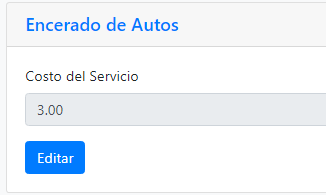 Encerado de Autos
Costo del Servicio
3.00
Editar